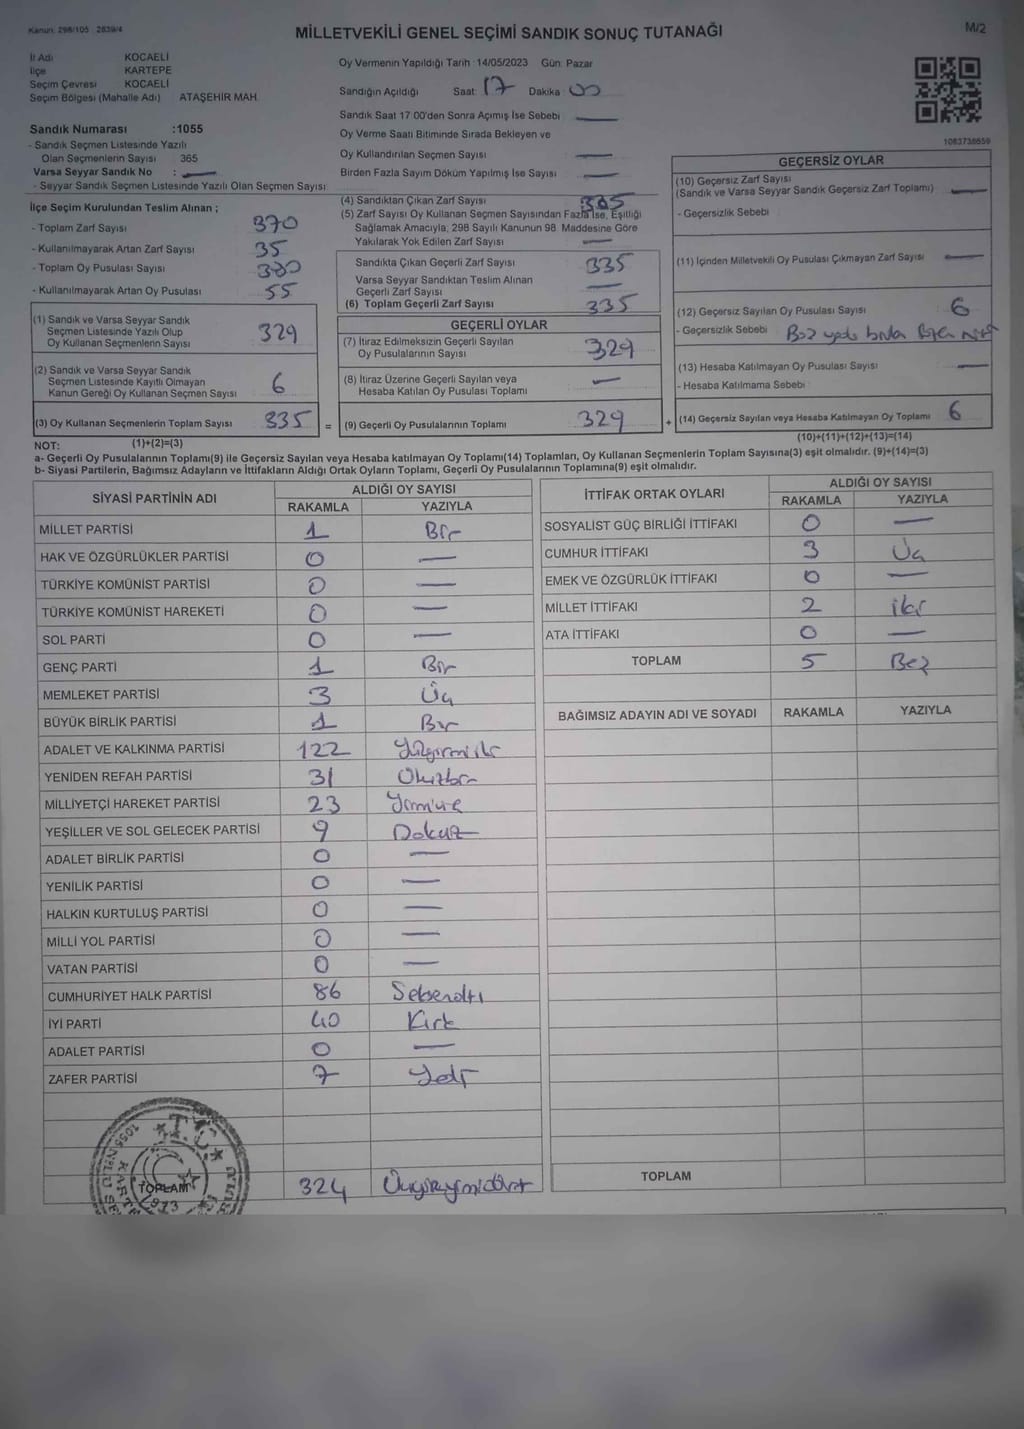 Kanun: 298/105 2839/4
MİLLETVEKİLİ GENEL SEÇİMİ SANDIK SONUÇ TUTANAĞI
M/2
İl Adı KOCAELİ
İlçe KARTEPE
Seçim Çevresi KOCAELİ
Seçim Bölgesi (Mahalle Adı) ATAŞEHİR MAH.
Oy Vermenin Yapıldığı Tarih : 14/05/2023 Gün: Pazar
Sandığın Açıldığı Saat: 17 Dakika: 00
Sandık Saat 17:00'den Sonra Açımış İse Sebebi: —
Oy Verme Saati Bitiminde Sırada Bekleyen ve
Oy Kullandırılan Seçmen Sayısı —
Birden Fazla Sayım Döküm Yapılmış İse Sayısı —
1063738659
Sandık Numarası :1055
- Sandık Seçmen Listesinde Yazılı
Olan Seçmenlerin Sayısı 365
Varsa Seyyar Sandık No : —
- Seyyar Sandık Seçmen Listesinde Yazılı Olan Seçmen Sayısı:
İlçe Seçim Kurulundan Teslim Alınan ;
- Toplam Zarf Sayısı 370
- Kullanılmayarak Artan Zarf Sayısı 35
- Toplam Oy Pusulası Sayısı
- Kullanılmayarak Artan Oy Pusulası 55
(1) Sandık ve Varsa Seyyar Sandık
Seçmen Listesinde Yazılı Olup
Oy Kullanan Seçmenlerin Sayısı 329
(2) Sandık ve Varsa Seyyar Sandık
Seçmen Listesinde Kayıtlı Olmayan
Kanun Gereği Oy Kullanan Seçmen Sayısı 6
(3) Oy Kullanan Seçmenlerin Toplam Sayısı 335
(4) Sandıktan Çıkan Zarf Sayısı
(5) Zarf Sayısı Oy Kullanan Seçmen Sayısından Fazla İse, Eşitliği
Sağlamak Amacıyla, 298 Sayılı Kanunun 98. Maddesine Göre
Yakılarak Yok Edilen Zarf Sayısı —
Sandıkta Çıkan Geçerli Zarf Sayısı 335
Varsa Seyyar Sandıktan Teslim Alınan
Geçerli Zarf Sayısı —
(6) Toplam Geçerli Zarf Sayısı 335
GEÇERLİ OYLAR
(7) İtiraz Edilmeksizin Geçerli Sayılan
Oy Pusulalarının Sayısı 329
(8) İtiraz Üzerine Geçerli Sayılan veya
Hesaba Katılan Oy Pusulası Toplamı —
= (9) Geçerli Oy Pusulalarının Toplamı 329
GEÇERSİZ OYLAR
(10) Geçersiz Zarf Sayısı
(Sandık ve Varsa Seyyar Sandık Geçersiz Zarf Toplamı) —
- Geçersizlik Sebebi :
(11) İçinden Milletvekili Oy Pusulası Çıkmayan Zarf Sayısı —
(12) Geçersiz Sayılan Oy Pusulası Sayısı 6
- Geçersizlik Sebebi :
(13) Hesaba Katılmayan Oy Pusulası Sayısı —
- Hesaba Katılmama Sebebi :
+ (14) Geçersiz Sayılan veya Hesaba Katılmayan Oy Toplamı 6
NOT: (1)+(2)=(3)
(10)+(11)+(12)+(13)=(14)
a- Geçerli Oy Pusulalarının Toplamı(9) ile Geçersiz Sayılan veya Hesaba katılmayan Oy Toplamı(14) Toplamları, Oy Kullanan Seçmenlerin Toplam Sayısına(3) eşit olmalıdır. (9)+(14)=(3)
b- Siyasi Partilerin, Bağımsız Adayların ve İttifakların Aldığı Ortak Oyların Toplamı, Geçerli Oy Pusulalarının Toplamına(9) eşit olmalıdır.
SİYASİ PARTİNİN ADI ALDIĞI OY SAYISI
RAKAMLA YAZIYLA
MİLLET PARTİSİ 1 Bir
HAK VE ÖZGÜRLÜKLER PARTİSİ 0 —
TÜRKİYE KOMÜNİST PARTİSİ 0 —
TÜRKİYE KOMÜNİST HAREKETİ 0 —
SOL PARTİ 0 —
GENÇ PARTİ 1 Bir
MEMLEKET PARTİSİ 3 Üç
BÜYÜK BİRLİK PARTİSİ 1 Bir
ADALET VE KALKINMA PARTİSİ 122
YENİDEN REFAH PARTİSİ 31 Otuzbir
MİLLİYETÇİ HAREKET PARTİSİ 23 Yirmiüç
YEŞİLLER VE SOL GELECEK PARTİSİ 9 Dokuz
ADALET BİRLİK PARTİSİ 0 —
YENİLİK PARTİSİ 0 —
HALKIN KURTULUŞ PARTİSİ 0 —
MİLLİ YOL PARTİSİ 0 —
VATAN PARTİSİ 0 —
CUMHURİYET HALK PARTİSİ 86 Seksenaltı
İYİ PARTİ 40 Kırk
ADALET PARTİSİ 0 —
ZAFER PARTİSİ 7 Yedi
TOPLAM 324 Üçyüzyirmidört
İTTİFAK ORTAK OYLARI ALDIĞI OY SAYISI
RAKAMLA YAZIYLA
SOSYALİST GÜÇ BİRLİĞİ İTTİFAKI 0 —
CUMHUR İTTİFAKI 3 Üç
EMEK VE ÖZGÜRLÜK İTTİFAKI 0 —
MİLLET İTTİFAKI 2 iki
ATA İTTİFAKI 0 —
TOPLAM 5 Beş
BAĞIMSIZ ADAYIN ADI VE SOYADI RAKAMLA YAZIYLA
TOPLAM
T.C.